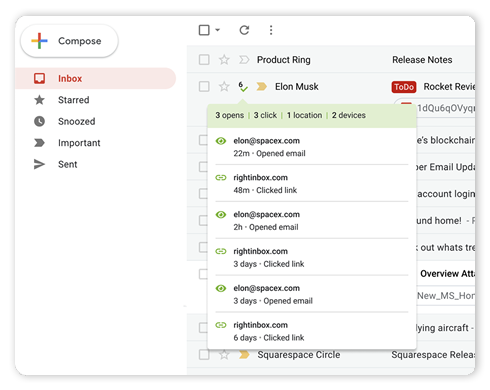 Compose
Inbox
Starred
Snoozed
Important
Sent
Product Ring Release Notes
6 Elon Musk ToDo Rocket Revie
1dQu6qOVyqr
3 opens | 3 click | 1 location | 2 devices
elon@spacex.com
22m · Opened email
rightinbox.com
48m · Clicked link
elon@spacex.com
2h · Opened email
rightinbox.com
3 days · Clicked link
elon@spacex.com
3 days · Opened email
rightinbox.com
6 days · Clicked link
e's blockchain
per Email Upda
account login
und home! - F
k out whats tre
Overview Atta
New_MS_Hom
lying aircraft -
Squarespace Circle Squarespace Relea